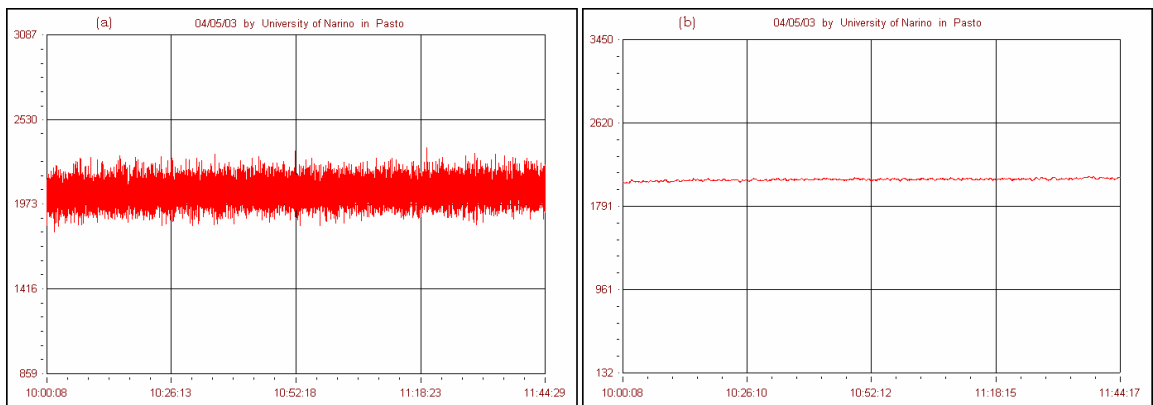 (a) 04/05/03 by University of Narino in Pasto
3087
2530
1973
1416
859
10:00:08 10:26:13 10:52:18 11:18:23 11:44:29
(b) 04/05/03 by University of Narino in Pasto
3450
2620
1791
961
132
10:00:08 10:26:10 10:52:12 11:18:15 11:44:17